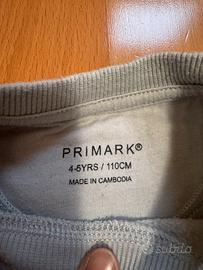 PRIMARK®
4-5YRS / 110CM
MADE IN CAMBODIA
subito